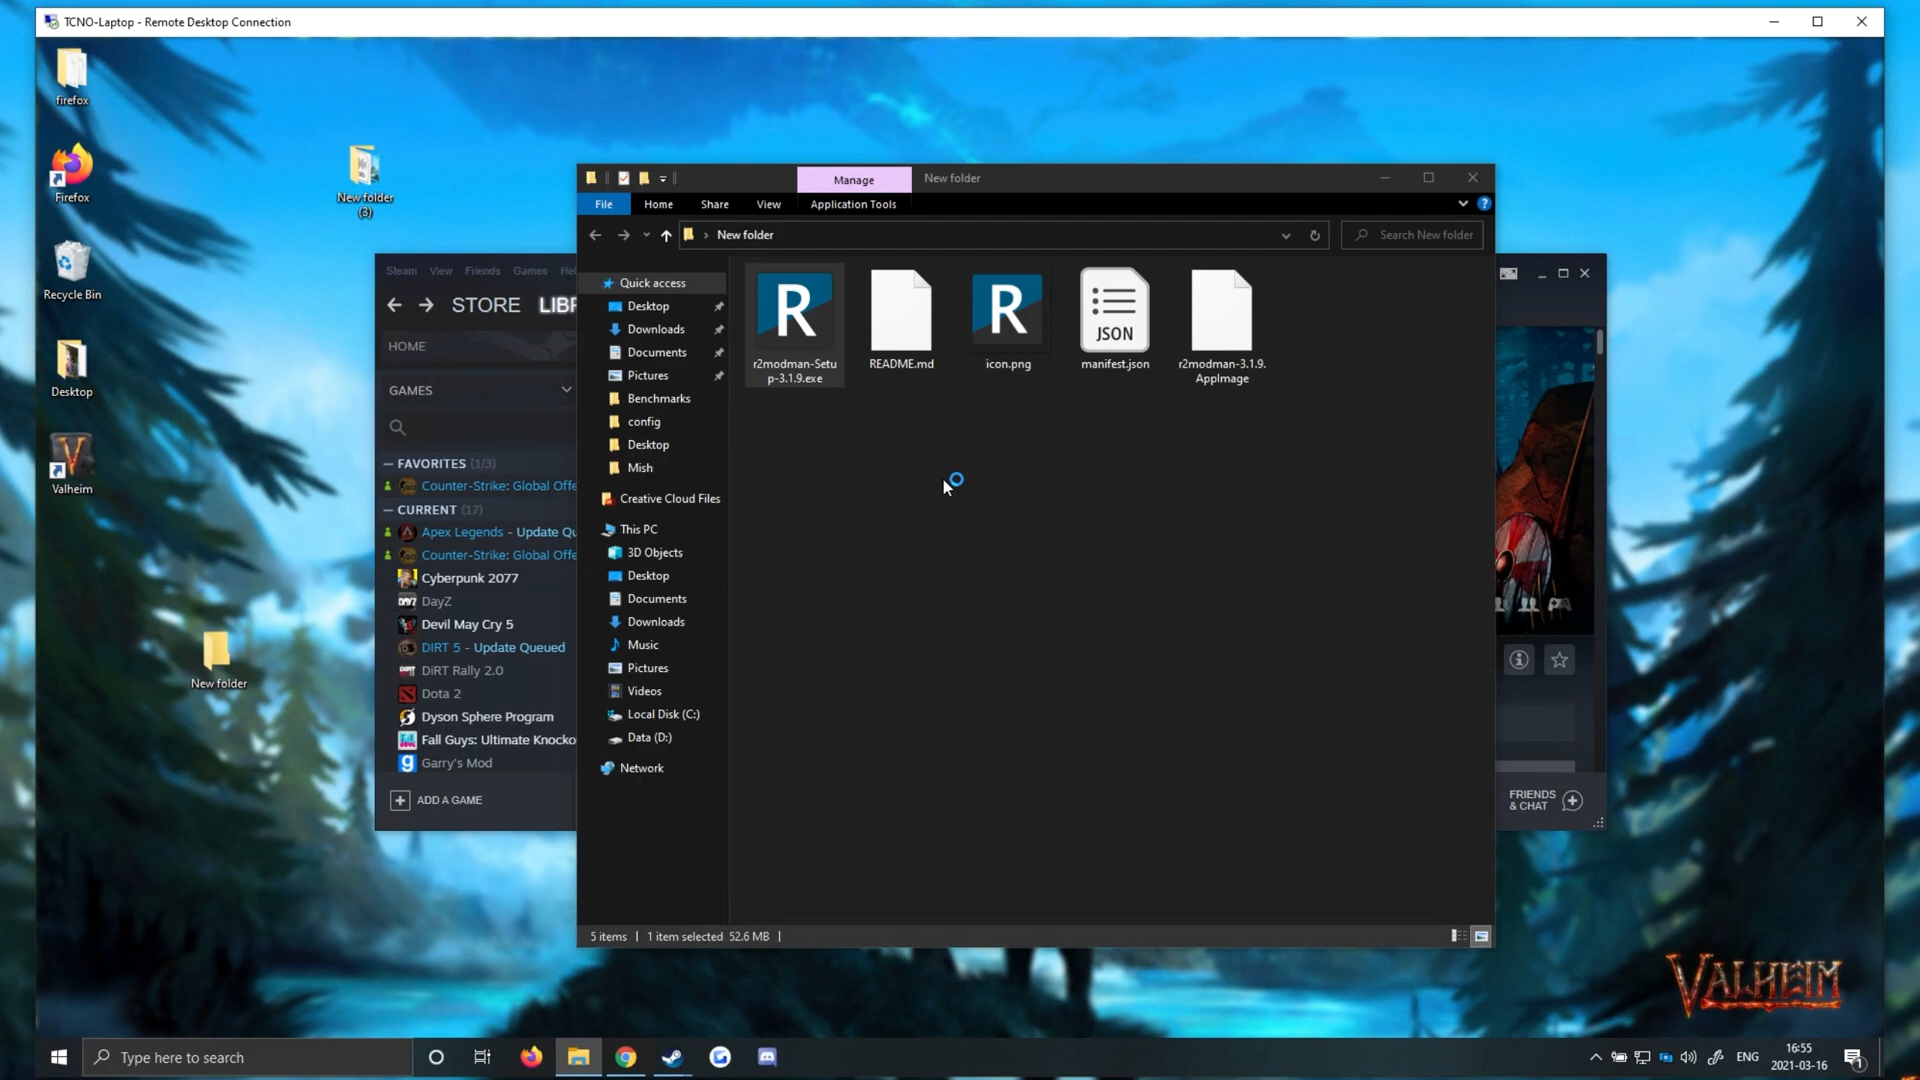 TCNO-Laptop - Remote Desktop Connection
firefox
Firefox
Recycle Bin
Desktop
Valheim
New folder
(3)
New folder
Steam View Friends Games
STORE
HOME
GAMES
FAVORITES (1/3)
Counter-Strike: Global Offe
CURRENT (17)
Apex Legends - Update Qu
Counter-Strike: Global Offe
Cyberpunk 2077
DayZ
Devil May Cry 5
DIRT 5 - Update Queued
DiRT Rally 2.0
Dota 2
Dyson Sphere Program
Fall Guys: Ultimate Knocko
Garry's Mod
ADD A GAME
Manage New folder
File Home Share View Application Tools
New folder
Search New folder
Quick access
Desktop
Downloads
Documents
Pictures
Benchmarks
config
Desktop
Mish
Creative Cloud Files
This PC
3D Objects
Desktop
Documents
Downloads
Music
Pictures
Videos
Local Disk (C:)
Data (D:)
Network
R
r2modman-Setu
p-3.1.9.exe
README.md
R
icon.png
JSON
manifest.json
r2modman-3.1.9.
AppImage
5 items 1 item selected 52.6 MB
FRIENDS
& CHAT
VALHEIM
Type here to search
ENG
16:55
2021-03-16
1